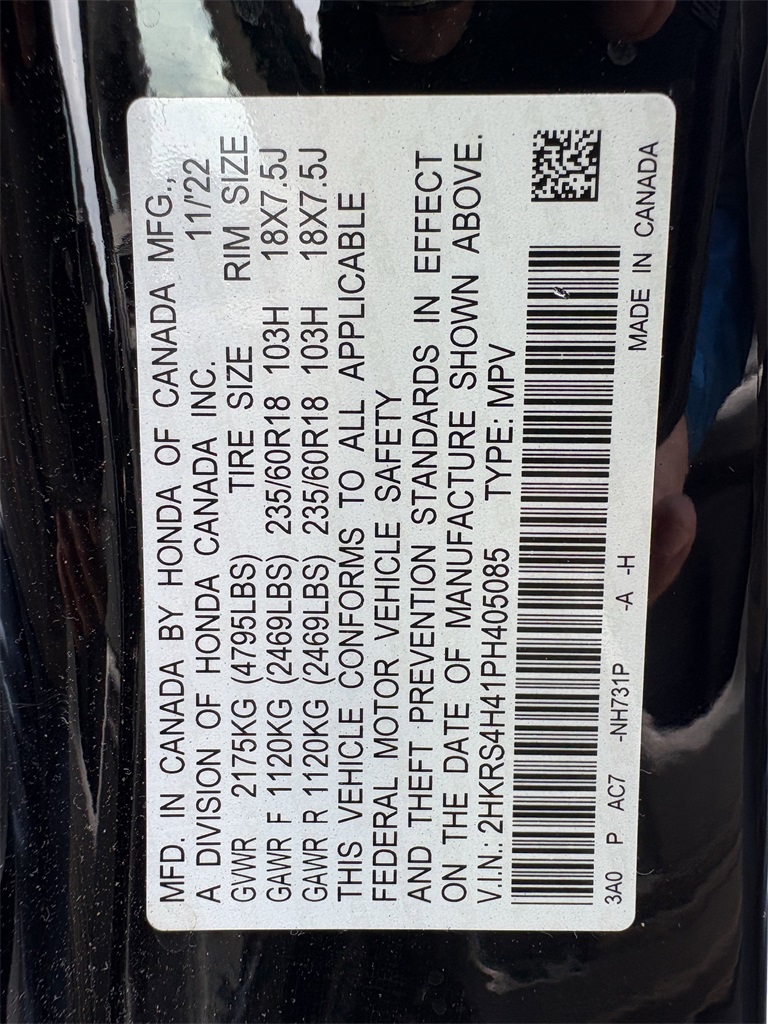 MFD. IN CANADA BY HONDA OF CANADA MFG.,
A DIVISION OF HONDA CANADA INC. 11/'22
GVWR 2175KG (4795LBS) TIRE SIZE RIM SIZE
GAWR F 1120KG (2469LBS) 235/60R18 103H 18X7.5J
GAWR R 1120KG (2469LBS) 235/60R18 103H 18X7.5J
THIS VEHICLE CONFORMS TO ALL APPLICABLE
FEDERAL MOTOR VEHICLE SAFETY
AND THEFT PREVENTION STANDARDS IN EFFECT
ON THE DATE OF MANUFACTURE SHOWN ABOVE.
V.I.N.: 2HKRS4H41PH405085 TYPE: MPV
3A0 P AC7 -NH731P -A -H MADE IN CANADA